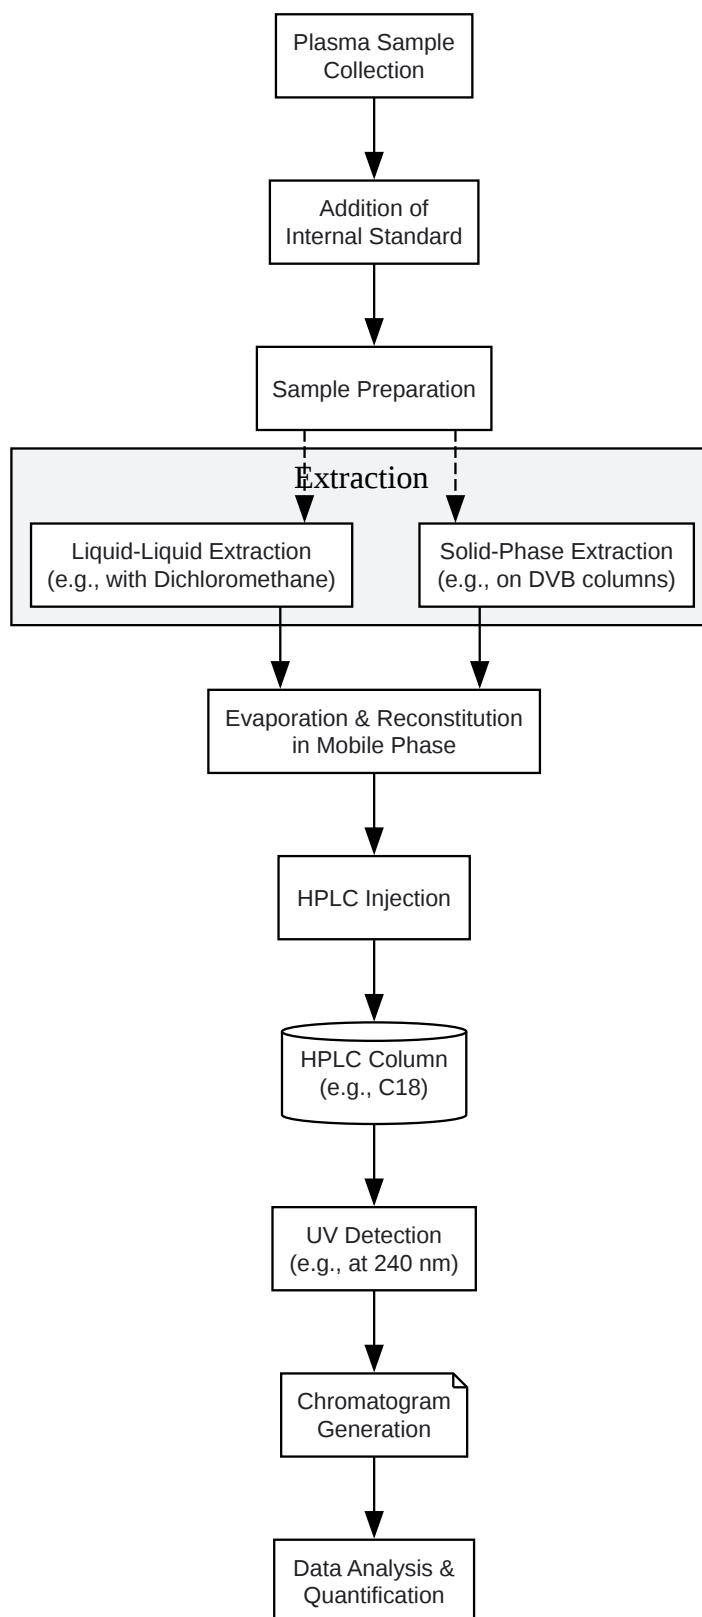 Plasma Sample
Collection
Addition of
Internal Standard
Sample Preparation
Extraction
Liquid-Liquid Extraction
(e.g., with Dichloromethane)
Solid-Phase Extraction
(e.g., on DVB columns)
Evaporation & Reconstitution
in Mobile Phase
HPLC Injection
HPLC Column
(e.g., C18)
UV Detection
(e.g., at 240 nm)
Chromatogram
Generation
Data Analysis &
Quantification